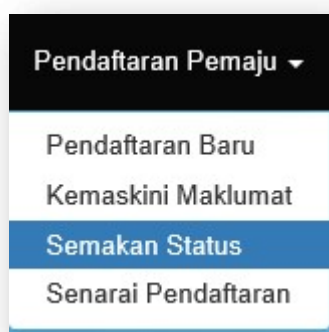 Pendaftaran Pemaju
Pendaftaran Baru
Kemaskini Maklumat
Semakan Status
Senarai Pendaftaran